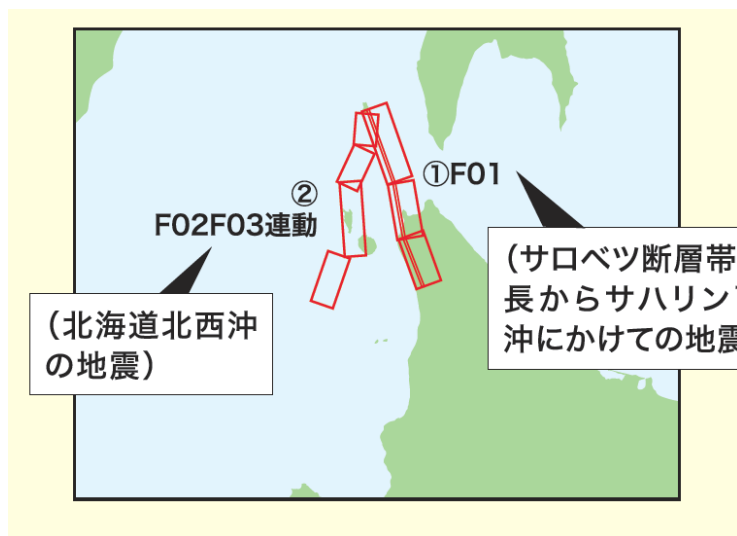 ①F01
②
F02F03連動
(サロベツ断層帯
長からサハリン
沖にかけての地震
(北海道北西沖
の地震)